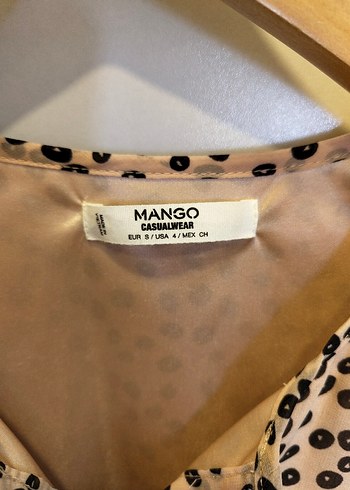 MANGO
CASUALWEAR
EUR S / USA 4 / MEX CH